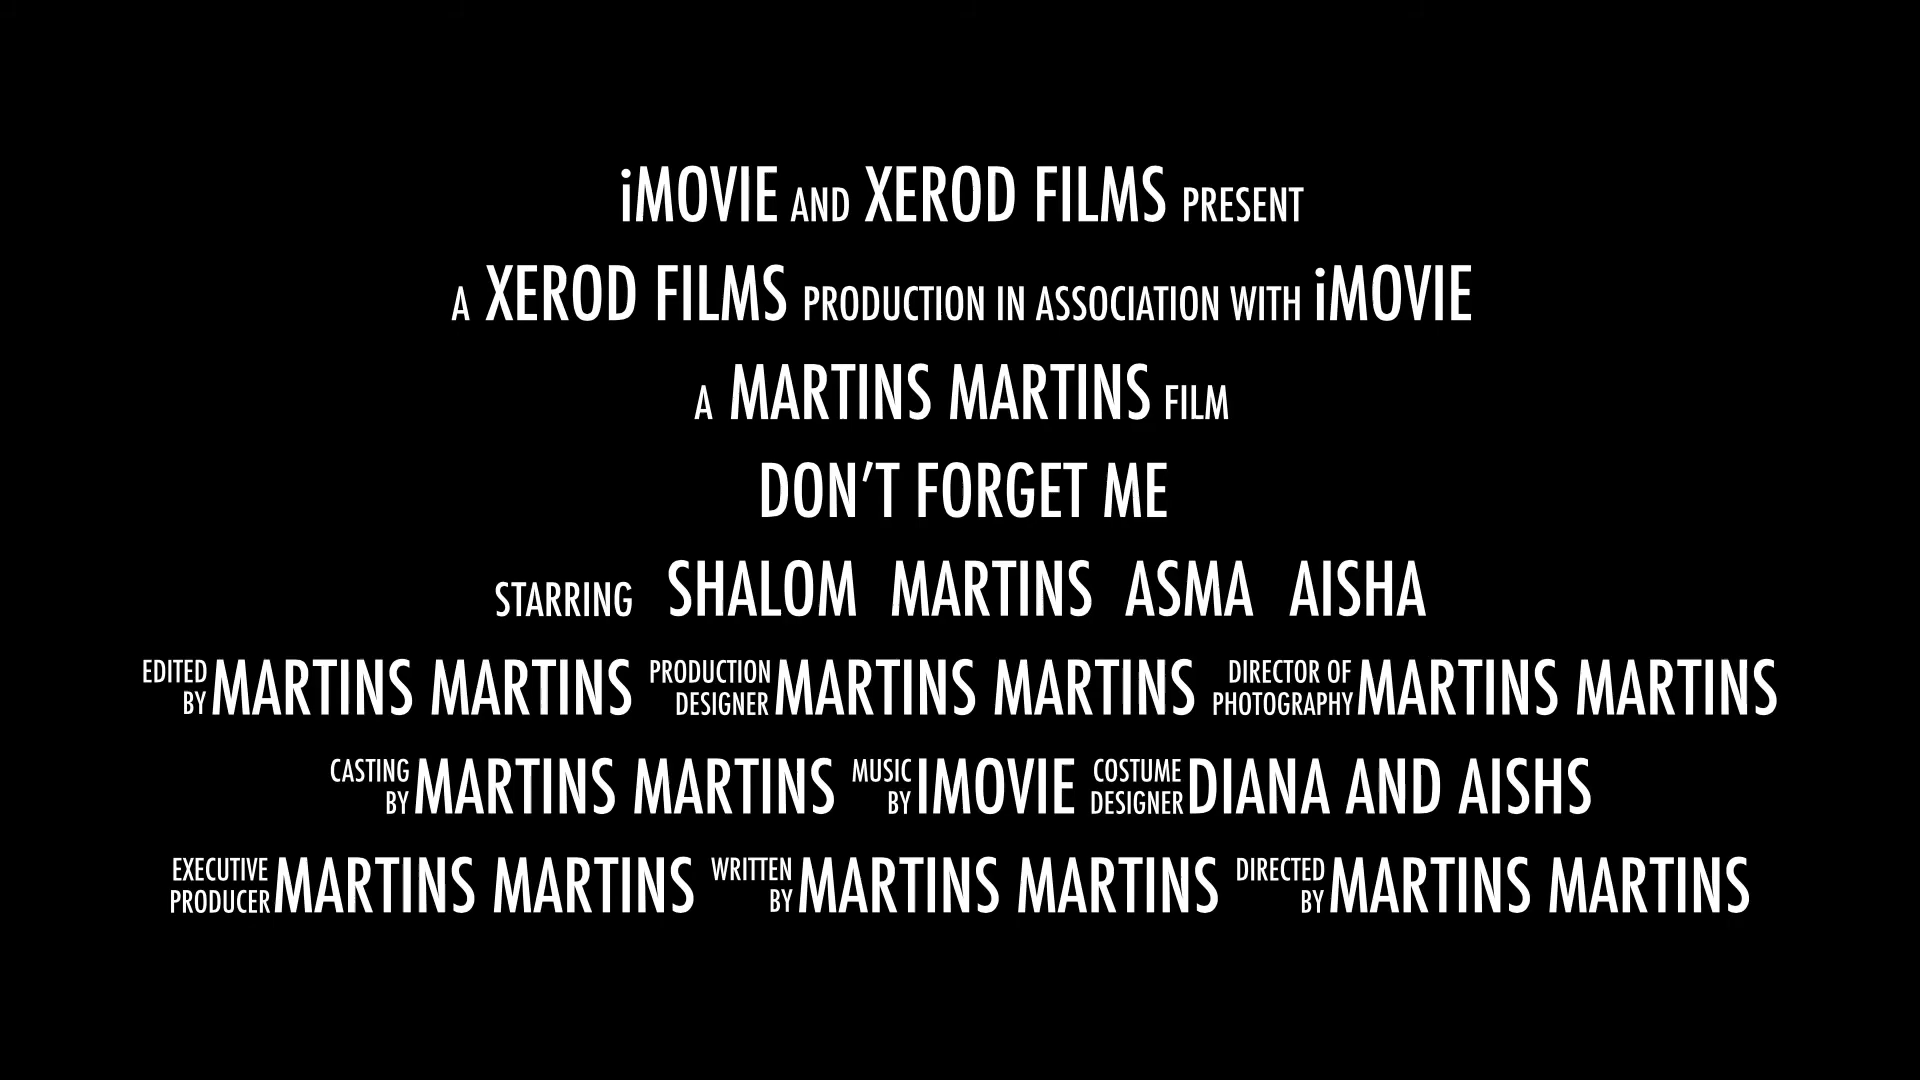 iMOVIE AND XEROD FILMS PRESENT
A XEROD FILMS PRODUCTION IN ASSOCIATION WITH iMOVIE
A MARTINS MARTINS FILM
DON'T FORGET ME
STARRING SHALOM MARTINS ASMA AISHA
EDITED BY MARTINS MARTINS PRODUCTION DESIGNER MARTINS MARTINS DIRECTOR OF PHOTOGRAPHY MARTINS MARTINS
CASTING BY MARTINS MARTINS MUSIC BY IMOVIE COSTUME DESIGNER DIANA AND AISHS
EXECUTIVE PRODUCER MARTINS MARTINS WRITTEN BY MARTINS MARTINS DIRECTED BY MARTINS MARTINS